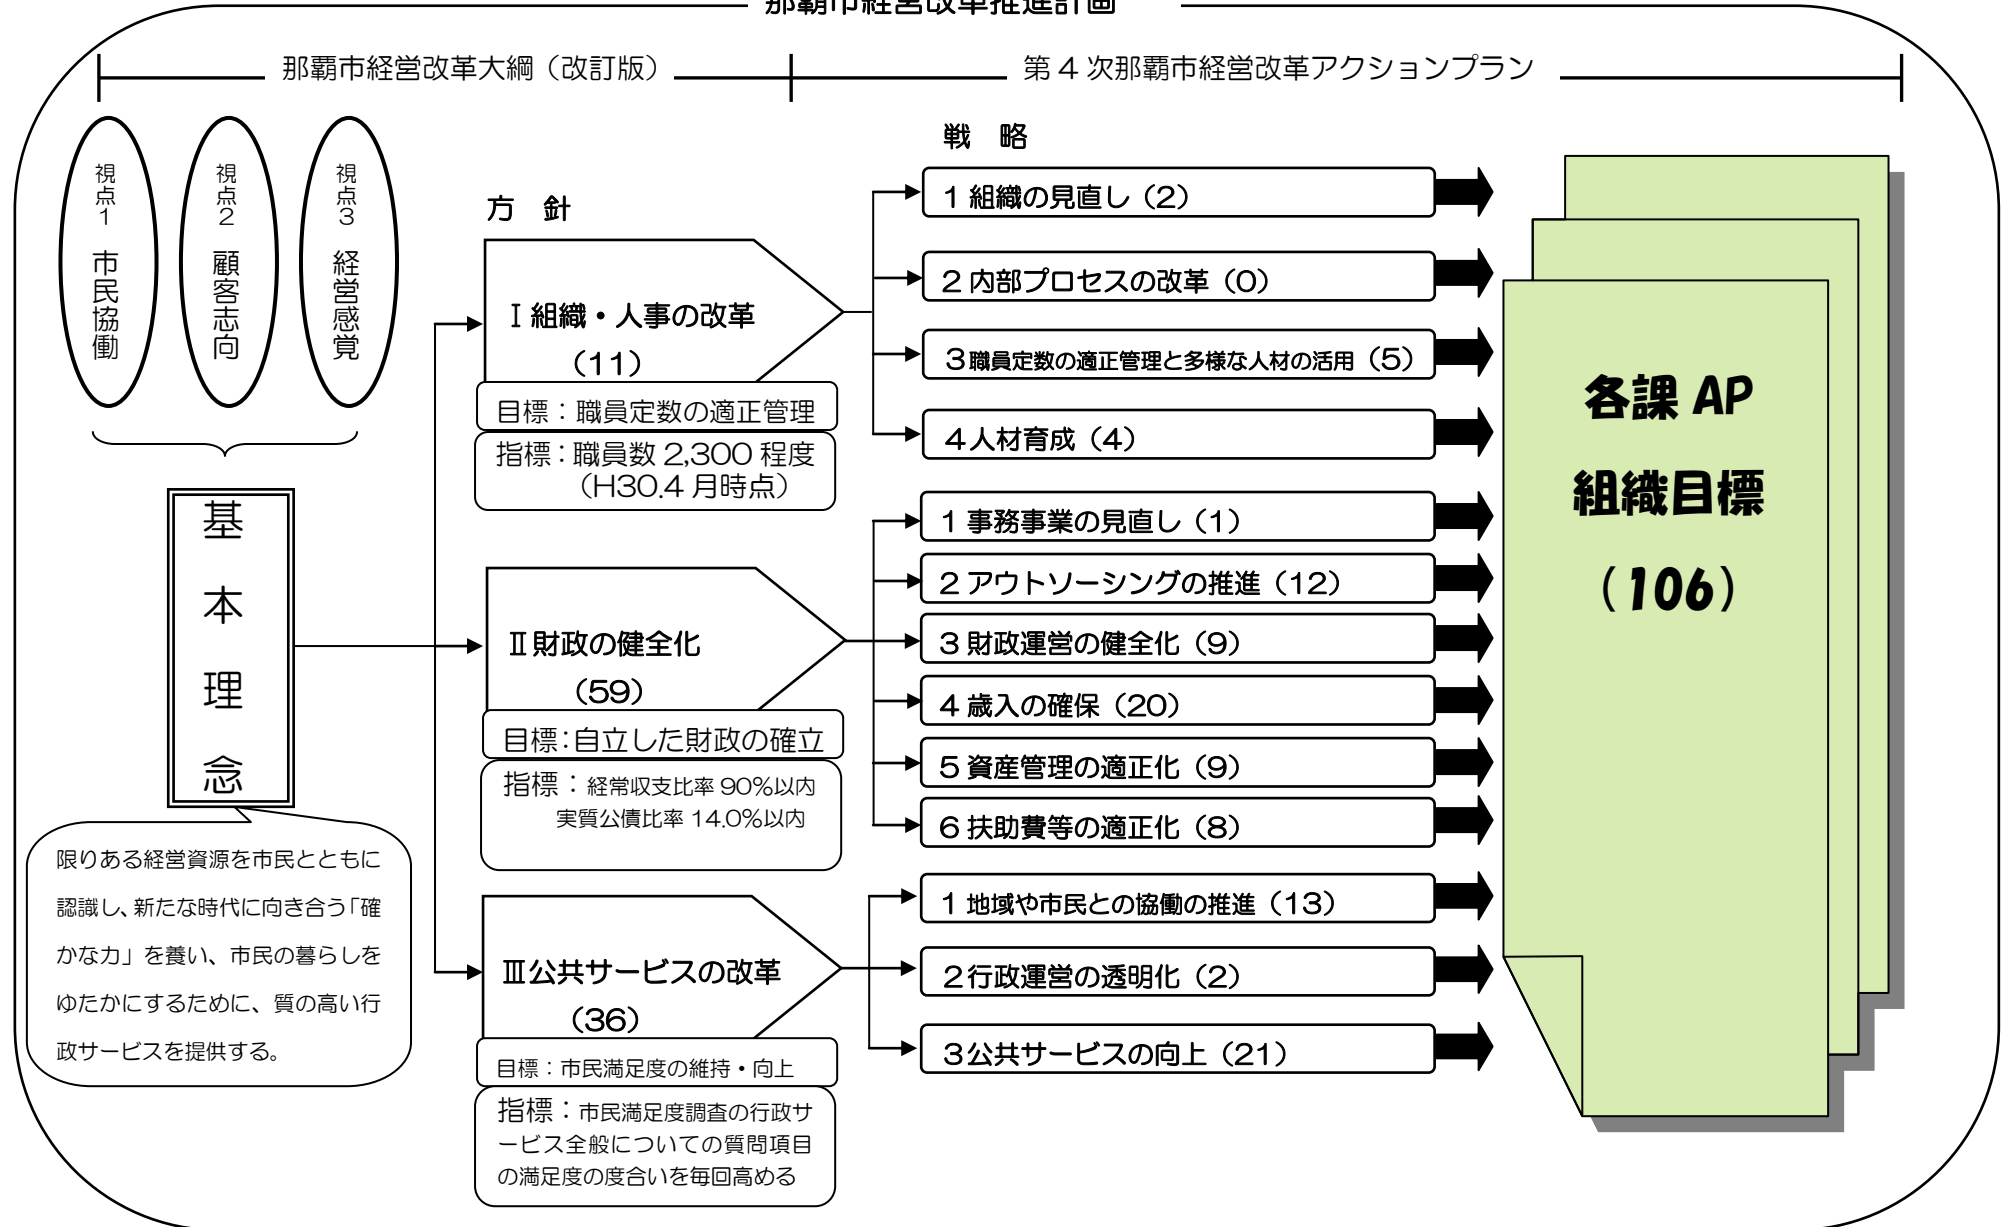 那覇市経営改革推進計画
那覇市経営改革大綱（改訂版）
第4次那覇市経営改革アクションプラン
視点1 市民協働
視点2 顧客志向
視点3 経営感覚
基本理念
限りある経営資源を市民とともに
認識し、新たな時代に向き合う「確
かな力」を養い、市民の暮らしを
ゆたかにするために、質の高い行
政サービスを提供する。
方 針
Ⅰ組織・人事の改革
（11）
目標：職員定数の適正管理
指標：職員数 2,300 程度
（H30.4 月時点）
Ⅱ財政の健全化
（59）
目標：自立した財政の確立
指標：経常収支比率 90％以内
実質公債比率 14.0％以内
Ⅲ公共サービスの改革
（36）
目標：市民満足度の維持・向上
指標：市民満足度調査の行政サ
ービス全般についての質問項目
の満足度の度合いを毎回高める
戦 略
1 組織の見直し（2）
2 内部プロセスの改革（0）
3 職員定数の適正管理と多様な人材の活用（5）
4 人材育成（4）
1 事務事業の見直し（1）
2 アウトソーシングの推進（12）
3 財政運営の健全化（9）
4 歳入の確保（20）
5 資産管理の適正化（9）
6 扶助費等の適正化（8）
1 地域や市民との協働の推進（13）
2 行政運営の透明化（2）
3 公共サービスの向上（21）
各課 AP
組織目標
（106）